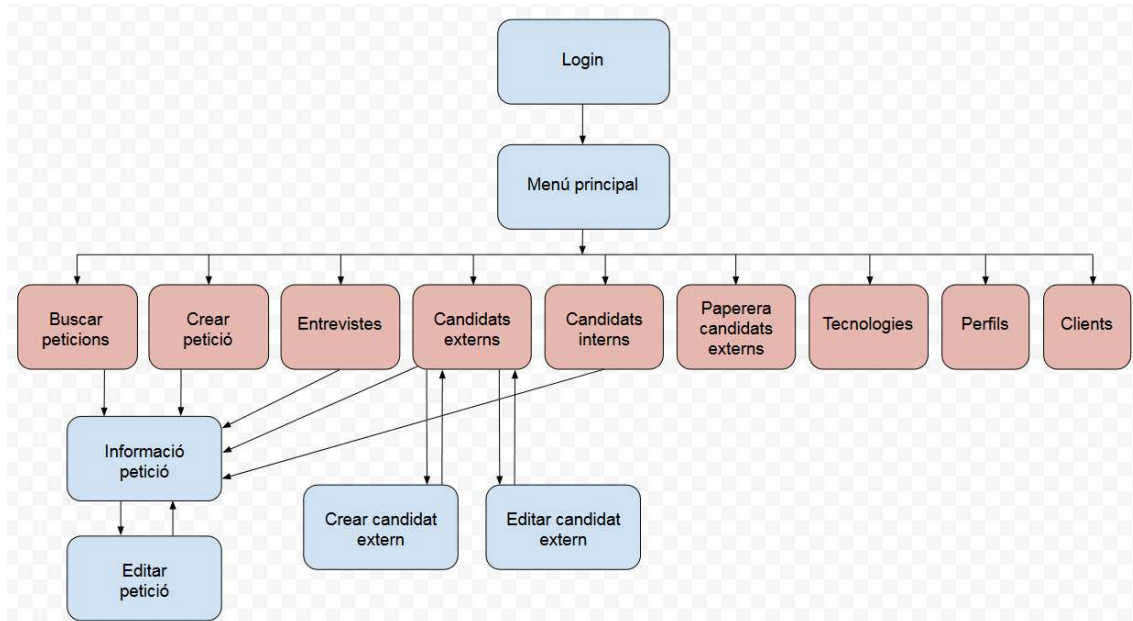 Login
Menú principal
Buscar
peticions
Crear
petició
Entrevistes
Candidats
externs
Candidats
interns
Paperera
candidats
externs
Tecnologies
Perfils
Clients
Informació
petició
Crear candidat
extern
Editar candidat
extern
Editar
petició